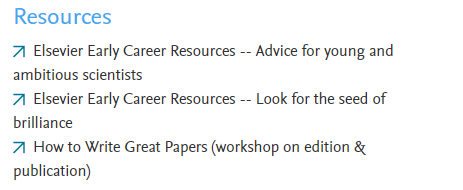 Resources
Elsevier Early Career Resources -- Advice for young and
ambitious scientists
Elsevier Early Career Resources -- Look for the seed of
brilliance
How to Write Great Papers (workshop on edition &
publication)